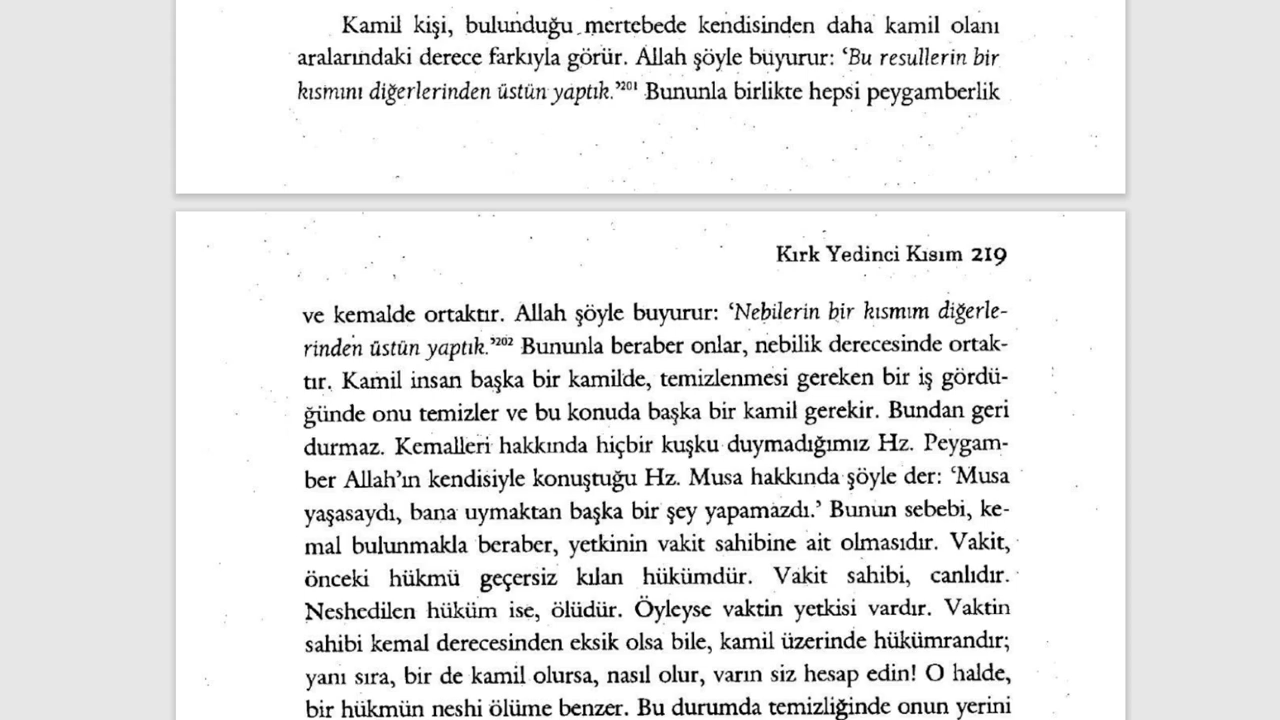 Kamil kişi, bulunduğu mertebede kendisinden daha kamil olanı
aralarındaki derece farkıyla görür. Allah şöyle buyurur: ‘Bu resullerin bir
kısmını diğerlerinden üstün yaptık.’²⁰¹ Bununla birlikte hepsi peygamberlik
Kırk Yedinci Kısım 219
ve kemalde ortaktır. Allah şöyle buyurur: ‘Nebilerin bir kısmım diğerle-
rinden üstün yaptık.’²⁰² Bununla beraber onlar, nebilik derecesinde ortak-
tır. Kamil insan başka bir kamilde, temizlenmesi gereken bir iş gördü-
ğünde onu temizler ve bu konuda başka bir kamil gerekir. Bundan geri
durmaz. Kemalleri hakkında hiçbir kuşku duymadığımız Hz. Peygam-
ber Allah’ın kendisiyle konuştuğu Hz. Musa hakkında şöyle der: ‘Musa
yaşasaydı, bana uymaktan başka bir şey yapamazdı.’ Bunun sebebi, ke-
mal bulunmakla beraber, yetkinin vakit sahibine ait olmasıdır. Vakit,
önceki hükmü geçersiz kılan hükümdür. Vakit sahibi, canlıdır.
Neshedilen hüküm ise, ölüdür. Öyleyse vaktin yetkisi vardır. Vaktin
sahibi kemal derecesinden eksik olsa bile, kamil üzerinde hükümrandır;
yanı sıra, bir de kamil olursa, nasıl olur, varın siz hesap edin! O halde,
bir hükmün neshi ölüme benzer. Bu durumda temizliğinde onun yerini